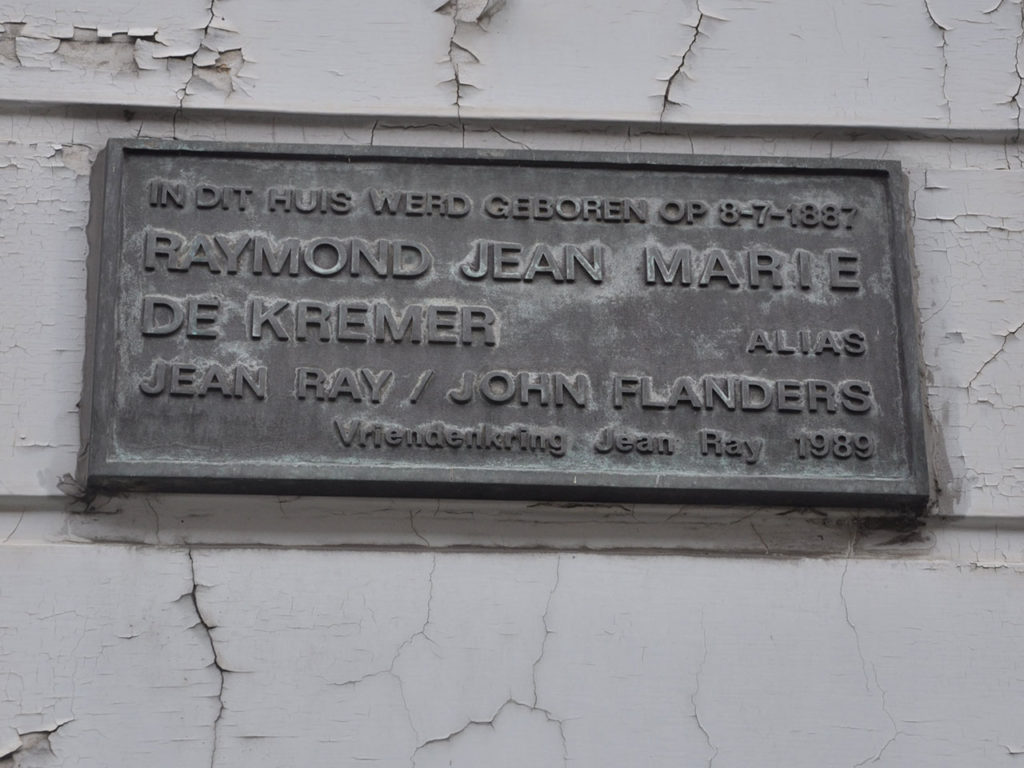 IN DIT HUIS WERD GEBOREN OP 8-7-1887
RAYMOND JEAN MARIE
DE KREMER ALIAS
JEAN RAY / JOHN FLANDERS
Vriendenkring Jean Ray 1989